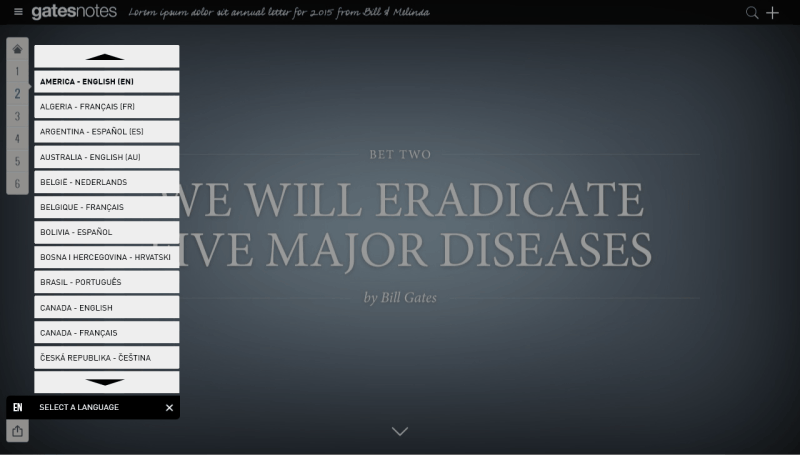 gatesnotes Lorem ipsum dolor sit annual letter for 2015 from Bill & Melinda
1
2
3
4
5
6
AMERICA - ENGLISH (EN)
ALGERIA - FRANÇAIS (FR)
ARGENTINA - ESPAÑOL (ES)
AUSTRALIA - ENGLISH (AU)
BELGIË - NEDERLANDS
BELGIQUE - FRANÇAIS
BOLIVIA - ESPAÑOL
BOSNA I HERCEGOVINA - HRVATSKI
BRASIL - PORTUGUÊS
CANADA - ENGLISH
CANADA - FRANÇAIS
ČESKÁ REPUBLIKA - ČEŠTINA
EN SELECT A LANGUAGE
BET TWO
WE WILL ERADICATE
FIVE MAJOR DISEASES
by Bill Gates